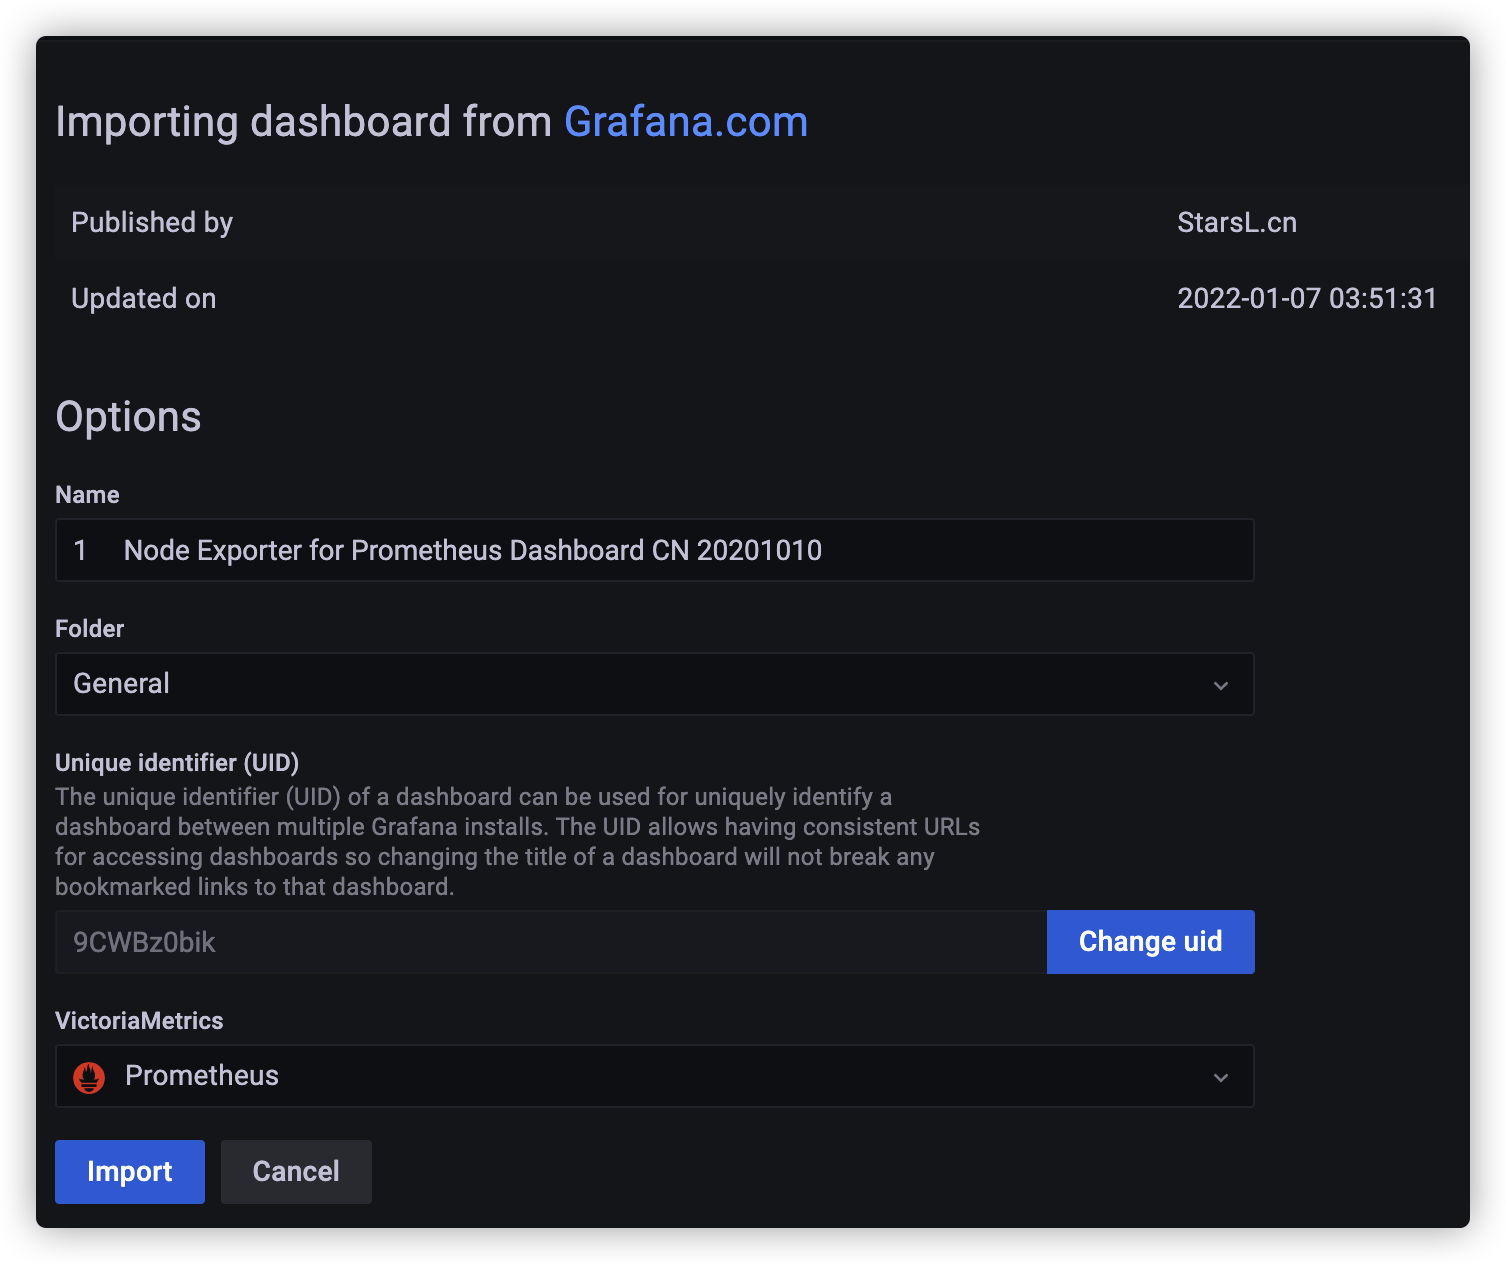 Importing dashboard from Grafana.com
Published by StarsL.cn
Updated on 2022-01-07 03:51:31
Options
Name
1 Node Exporter for Prometheus Dashboard CN 20201010
Folder
General
Unique identifier (UID)
The unique identifier (UID) of a dashboard can be used for uniquely identify a
dashboard between multiple Grafana installs. The UID allows having consistent URLs
for accessing dashboards so changing the title of a dashboard will not break any
bookmarked links to that dashboard.
9CWBz0bik Change uid
VictoriaMetrics
Prometheus
Import Cancel